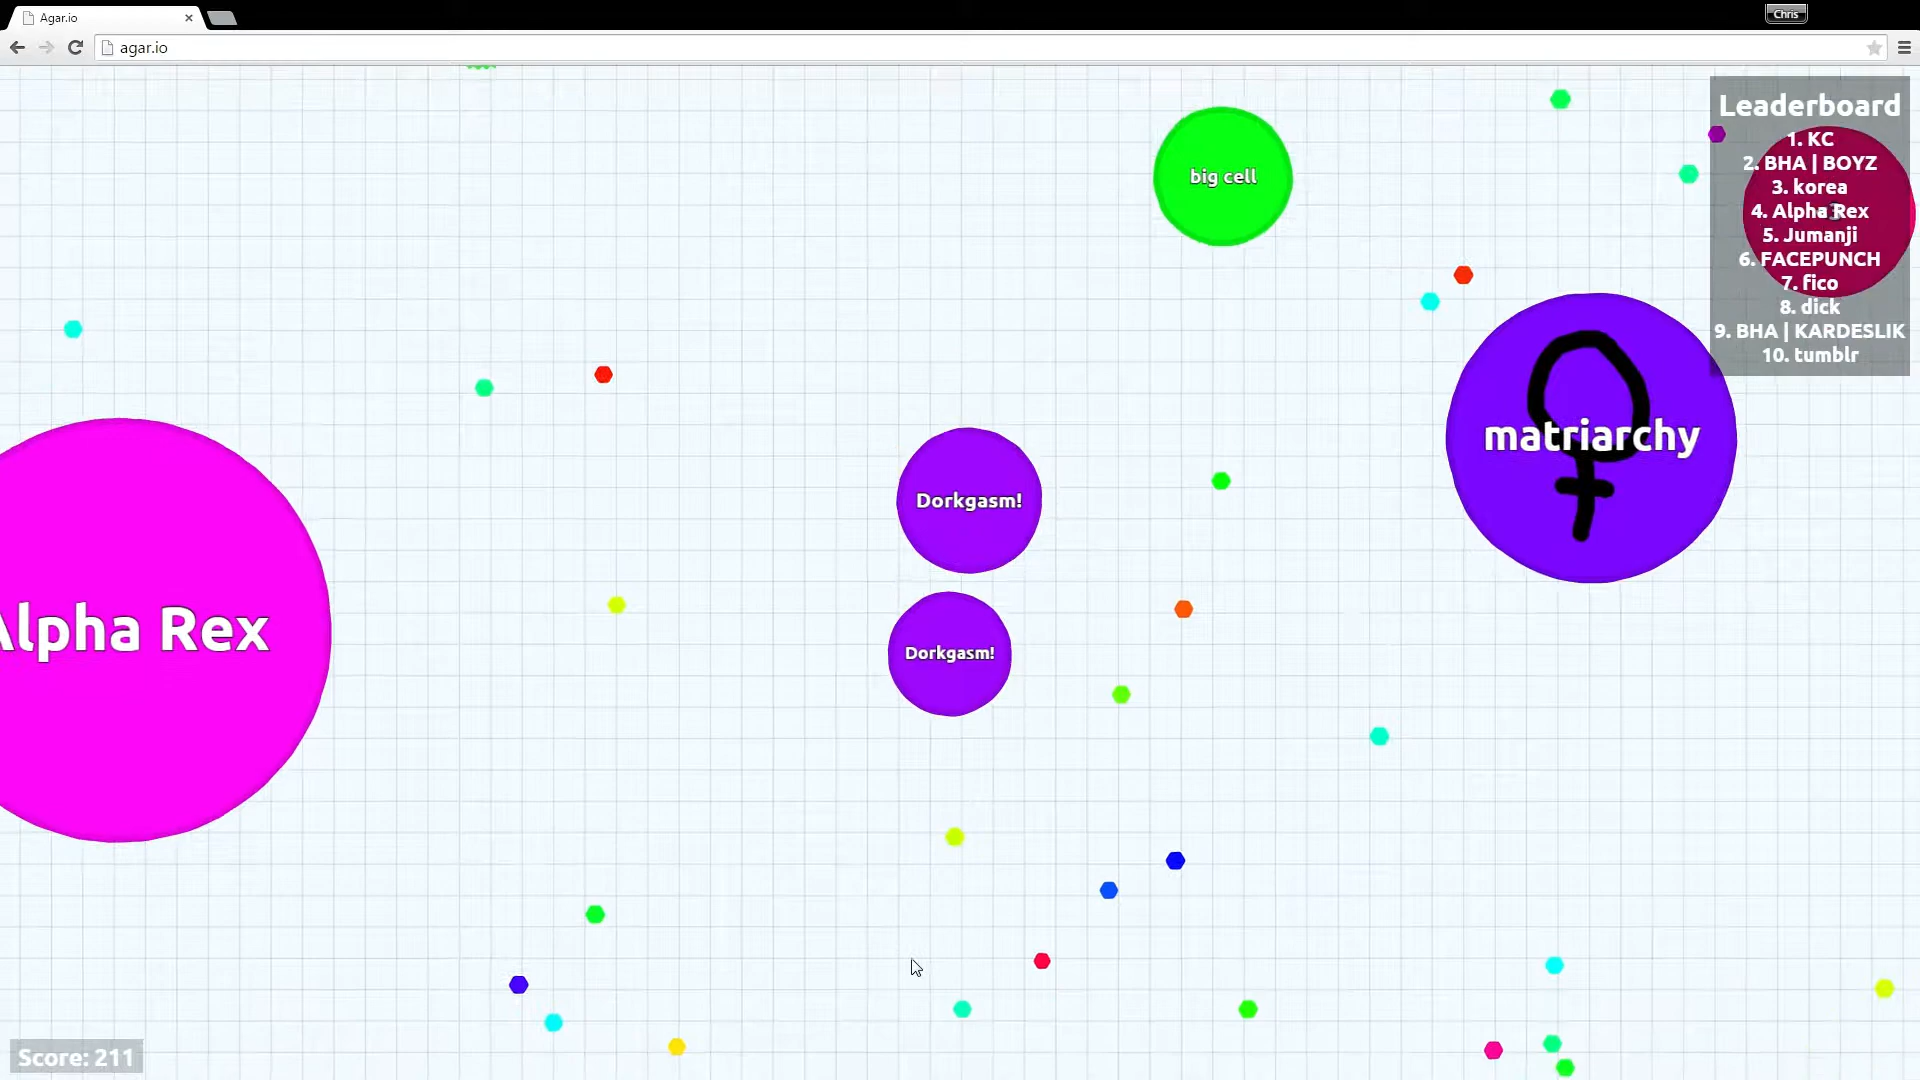 Agar.io
Chris
agar.io
Leaderboard
1. KC
2. BHA | BOYZ
3. korea
4. Alpha Rex
5. Jumanji
6. FACEPUNCH
7. fico
8. dick
9. BHA | KARDESLIK
10. tumblr
big cell
matriarchy
Dorkgasm!
Alpha Rex
Dorkgasm!
Score: 211